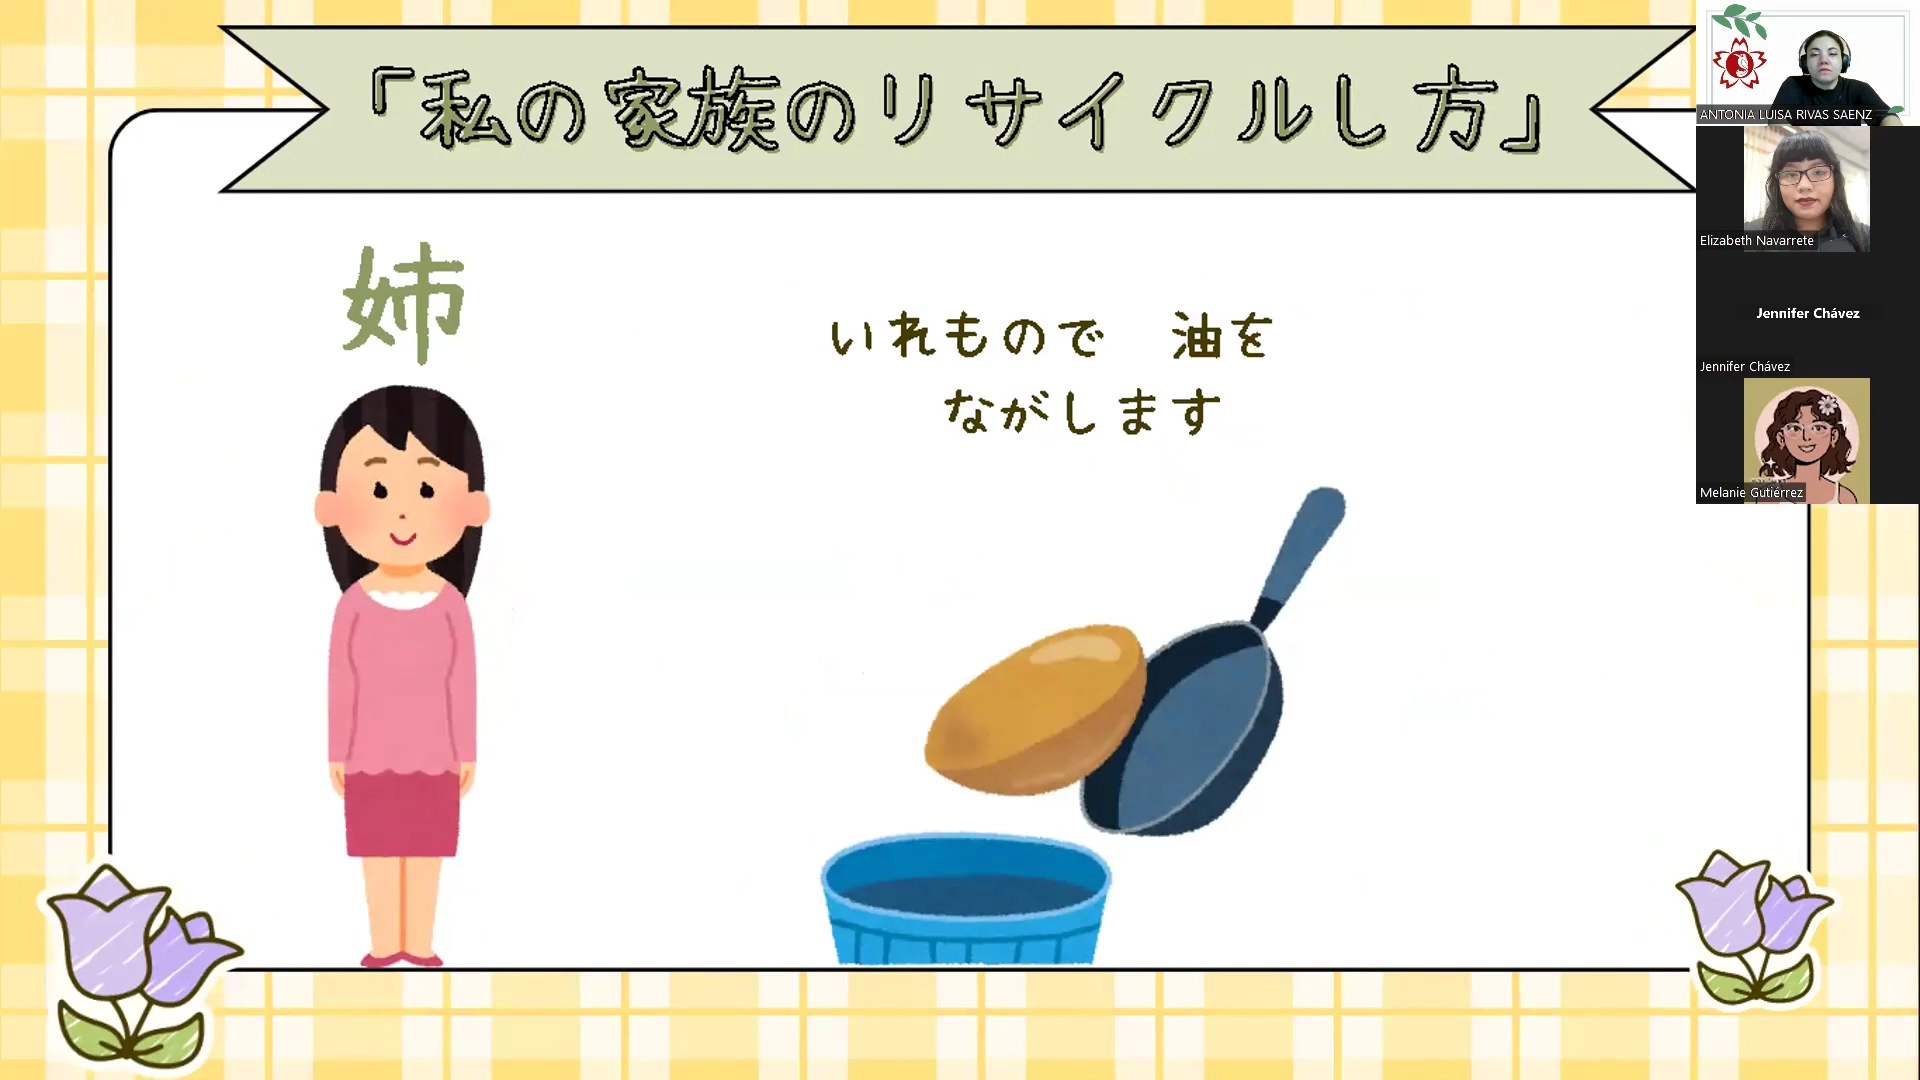 「私の家族のリサイクルし方」
姉
いれもので　油を
ながします
ANTONIA LUISA RIVAS SAENZ
Elizabeth Navarrete
Jennifer Chávez
Jennifer Chávez
Melanie Gutiérrez